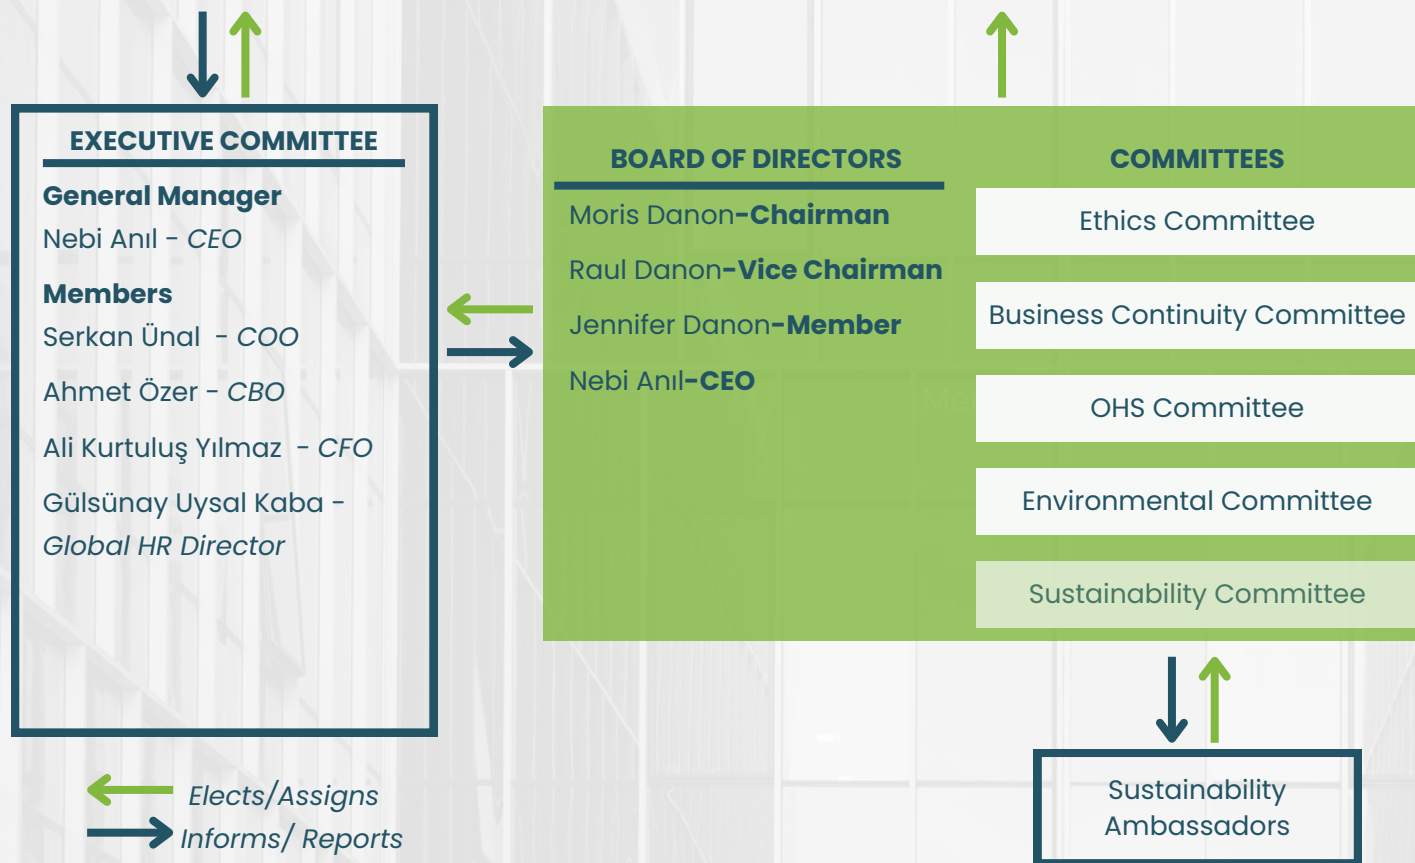 EXECUTIVE COMMITTEE
General Manager
Nebi Anıl - CEO
Members
Serkan Ünal - COO
Ahmet Özer - CBO
Ali Kurtuluş Yılmaz - CFO
Gülsünay Uysal Kaba -
Global HR Director
BOARD OF DIRECTORS
Moris Danon-Chairman
Raul Danon-Vice Chairman
Jennifer Danon-Member
Nebi Anıl-CEO
COMMITTEES
Ethics Committee
Business Continuity Committee
OHS Committee
Environmental Committee
Sustainability Committee
Sustainability
Ambassadors
Elects/Assigns
Informs/ Reports